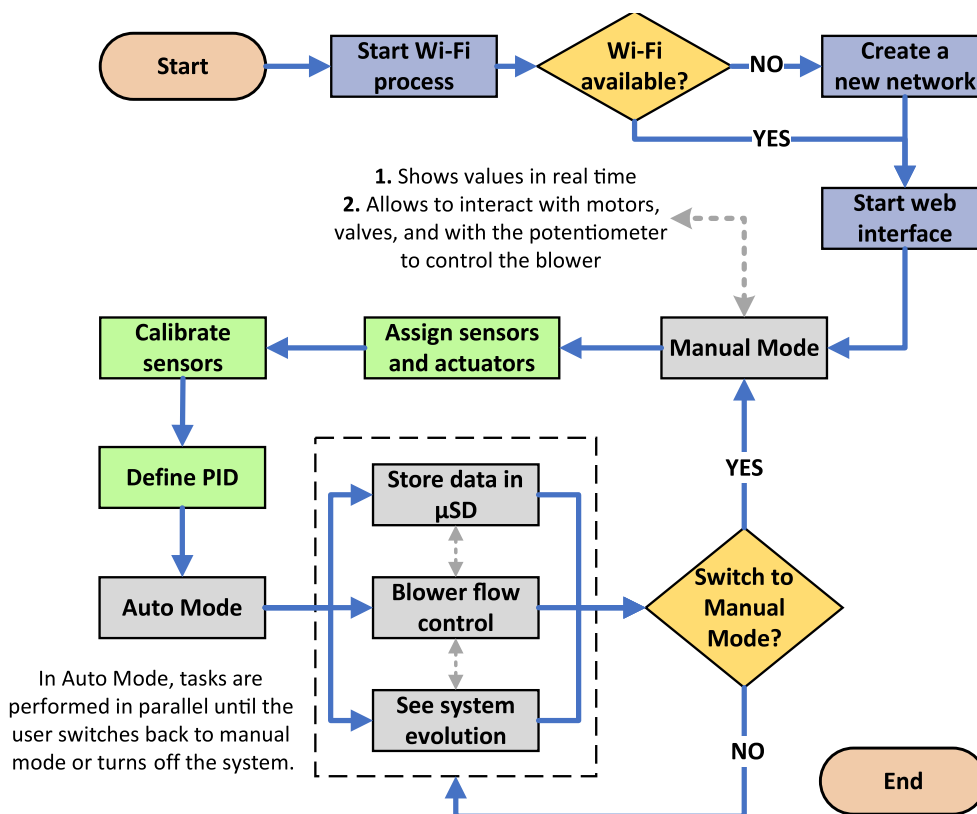 Start
Start Wi-Fi
process
Wi-Fi
available?
NO
Create a
new network
YES
1. Shows values in real time
2. Allows to interact with motors,
valves, and with the potentiometer
to control the blower
Start web
interface
Calibrate
sensors
Assign sensors
and actuators
Manual Mode
Define PID
Store data in
µSD
YES
Auto Mode
Blower flow
control
Switch to
Manual
Mode?
In Auto Mode, tasks are
performed in parallel until the
user switches back to manual
mode or turns off the system.
See system
evolution
NO
End